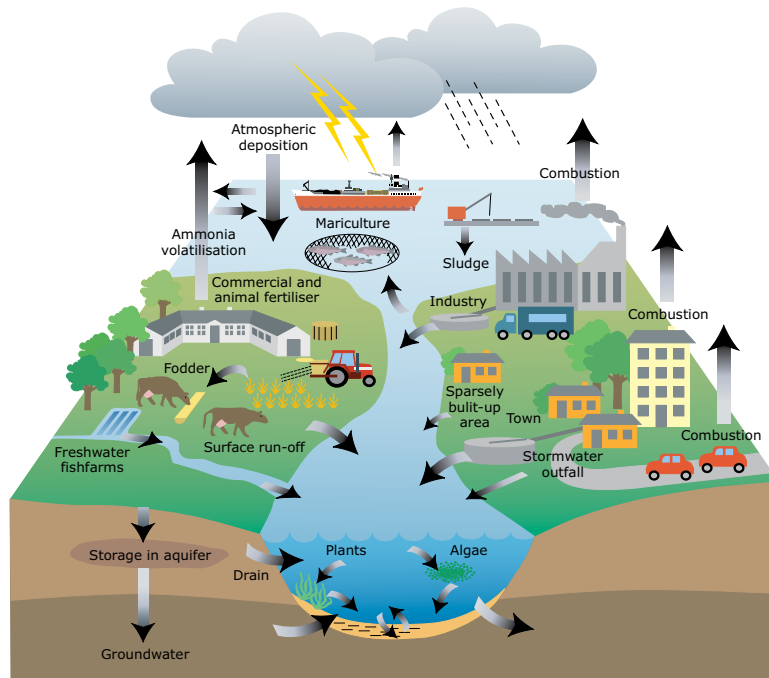 Atmospheric
deposition
Combustion
Ammonia
volatilisation
Mariculture
Sludge
Commercial and
animal fertiliser
Industry
Combustion
Fodder
Sparsely
bulit-up
area
Town
Combustion
Freshwater
fishfarms
Surface run-off
Stormwater
outfall
Storage in aquifer
Plants
Algae
Drain
Groundwater